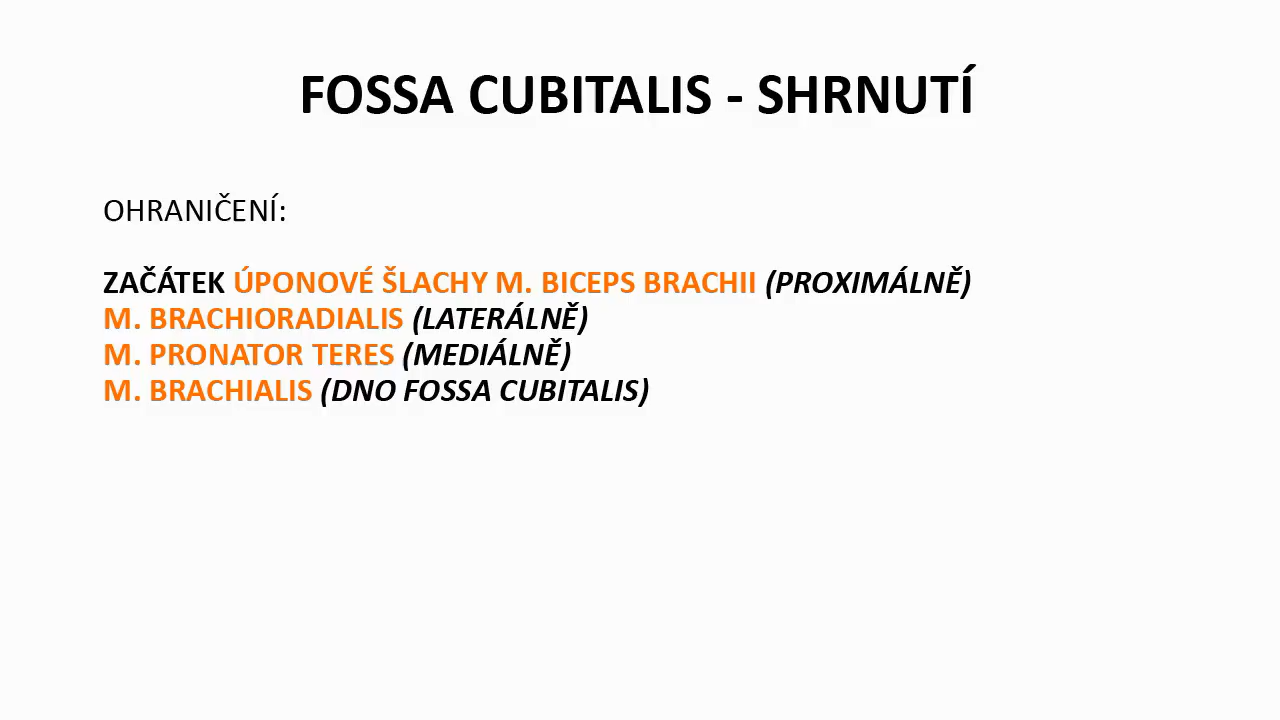 FOSSA CUBITALIS - SHRNUTÍ
OHRANIČENÍ:
ZAČÁTEK ÚPONOVÉ ŠLACHY M. BICEPS BRACHII (PROXIMÁLNĚ)
M. BRACHIORADIALIS (LATERÁLNĚ)
M. PRONATOR TERES (MEDIÁLNĚ)
M. BRACHIALIS (DNO FOSSA CUBITALIS)